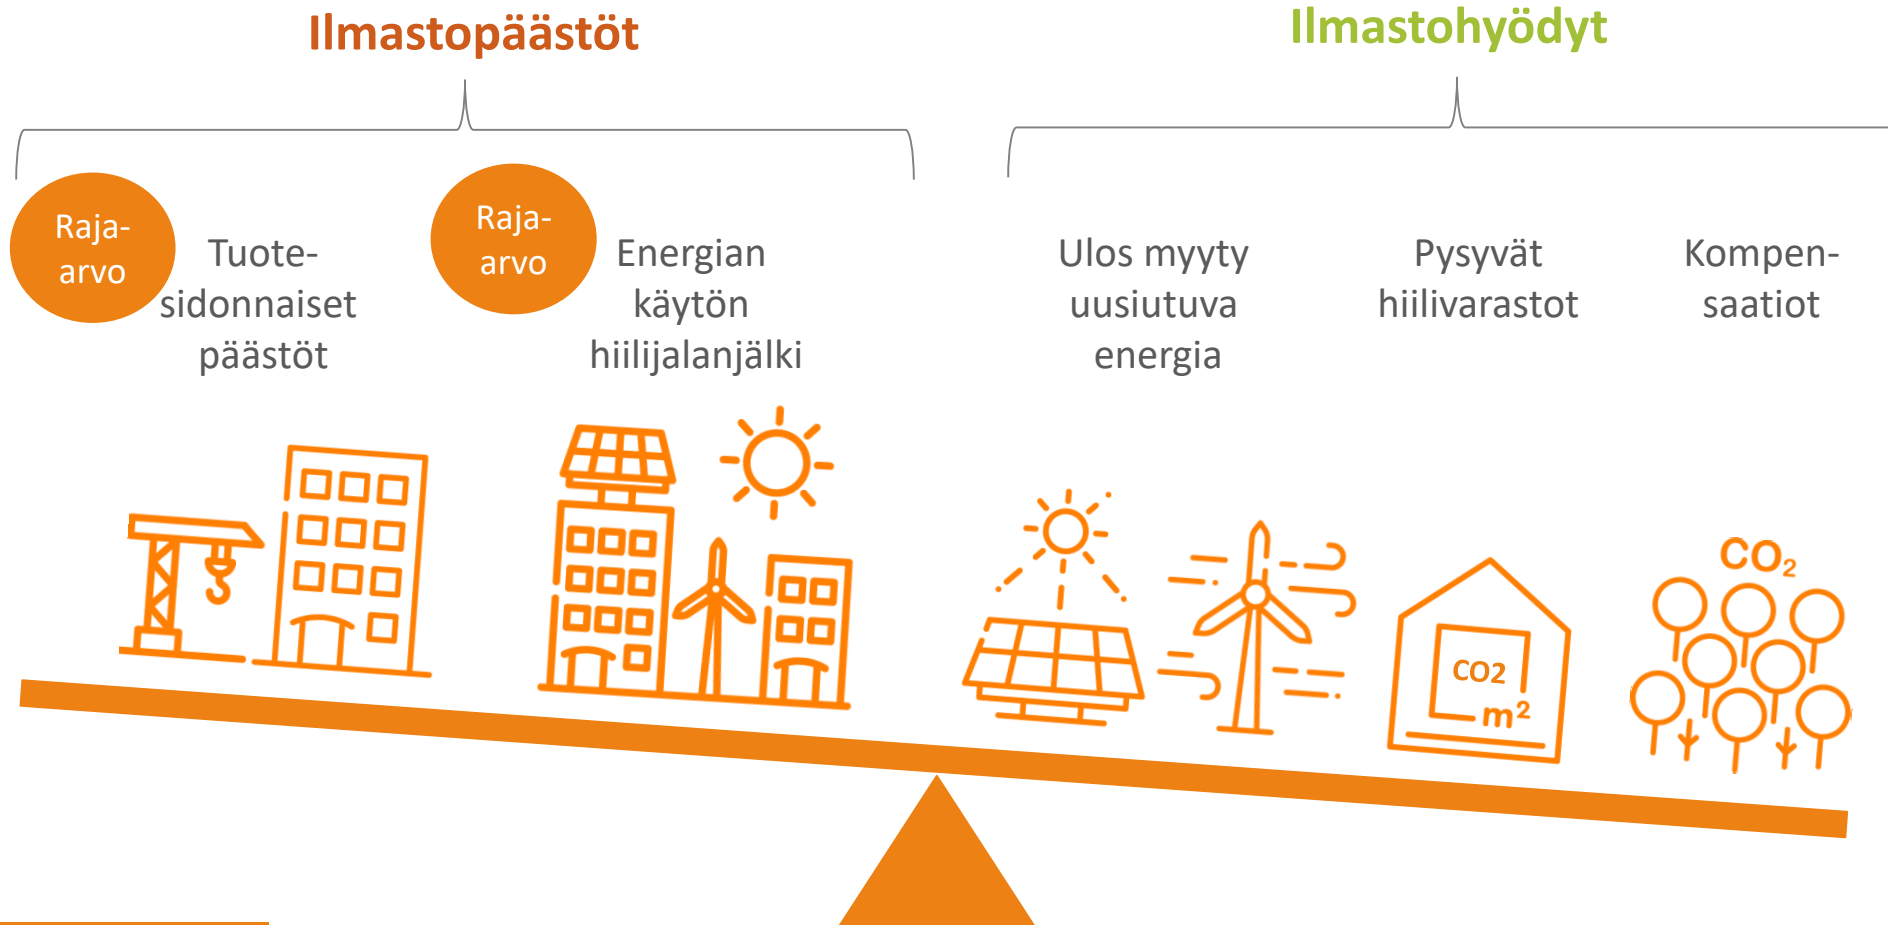 Ilmastopäästöt
Ilmastohyödyt
Raja-
arvo
Tuote-
sidonnaiset
päästöt
Raja-
arvo
Energian
käytön
hiilijalanjälki
Ulos myyty
uusiutuva
energia
Pysyvät
hiilivarastot
Kompen-
saatiot
CO2
m²
CO₂